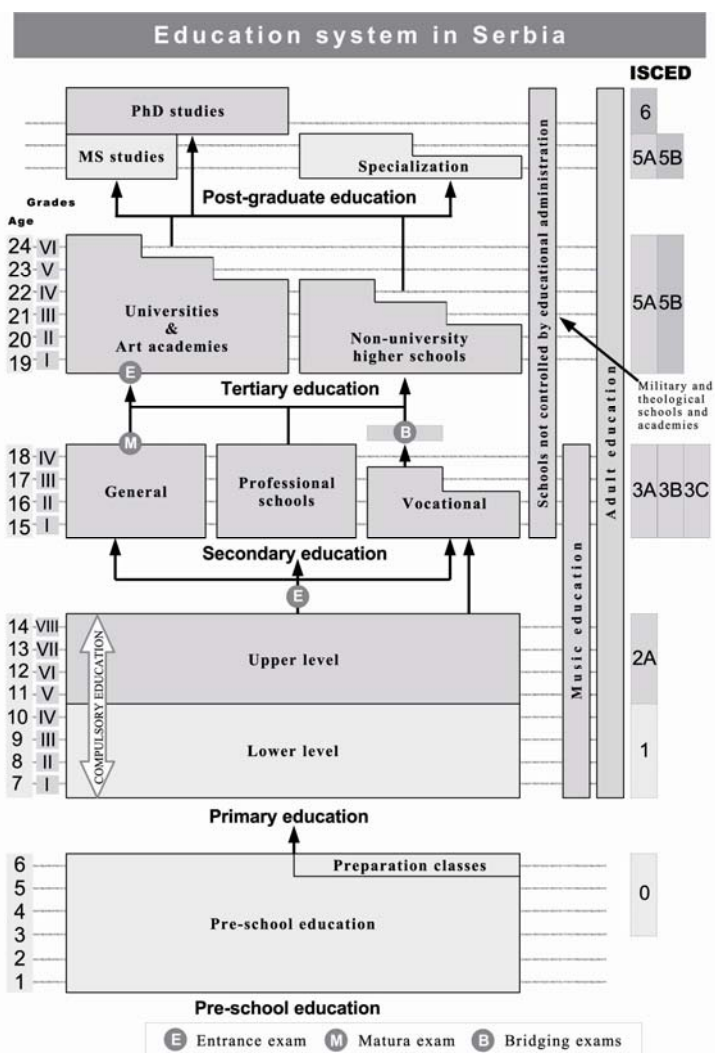 Education system in Serbia
ISCED
PhD studies
6
MS studies
Specialization
5A 5B
Post-graduate education
Grades
Age
24 VI
23 V
22 IV
21 III
20 II
19 I
Universities
&
Art academies
Non-university
higher schools
5A 5B
E
Tertiary education
Military and
theological
schools and
academies
M
B
18 IV
17 III
16 II
15 I
General
Professional
schools
Vocational
3A 3B 3C
Secondary education
E
Schools not controlled by educational administration
Adult education
Music education
14 VIII
13 VII
12 VI
11 V
10 IV
9 III
8 II
7 I
COMPULSORY EDUCATION
Upper level
2A
Lower level
1
Primary education
6
5
4
3
2
1
Preparation classes
Pre-school education
0
Pre-school education
E Entrance exam M Matura exam B Bridging exams